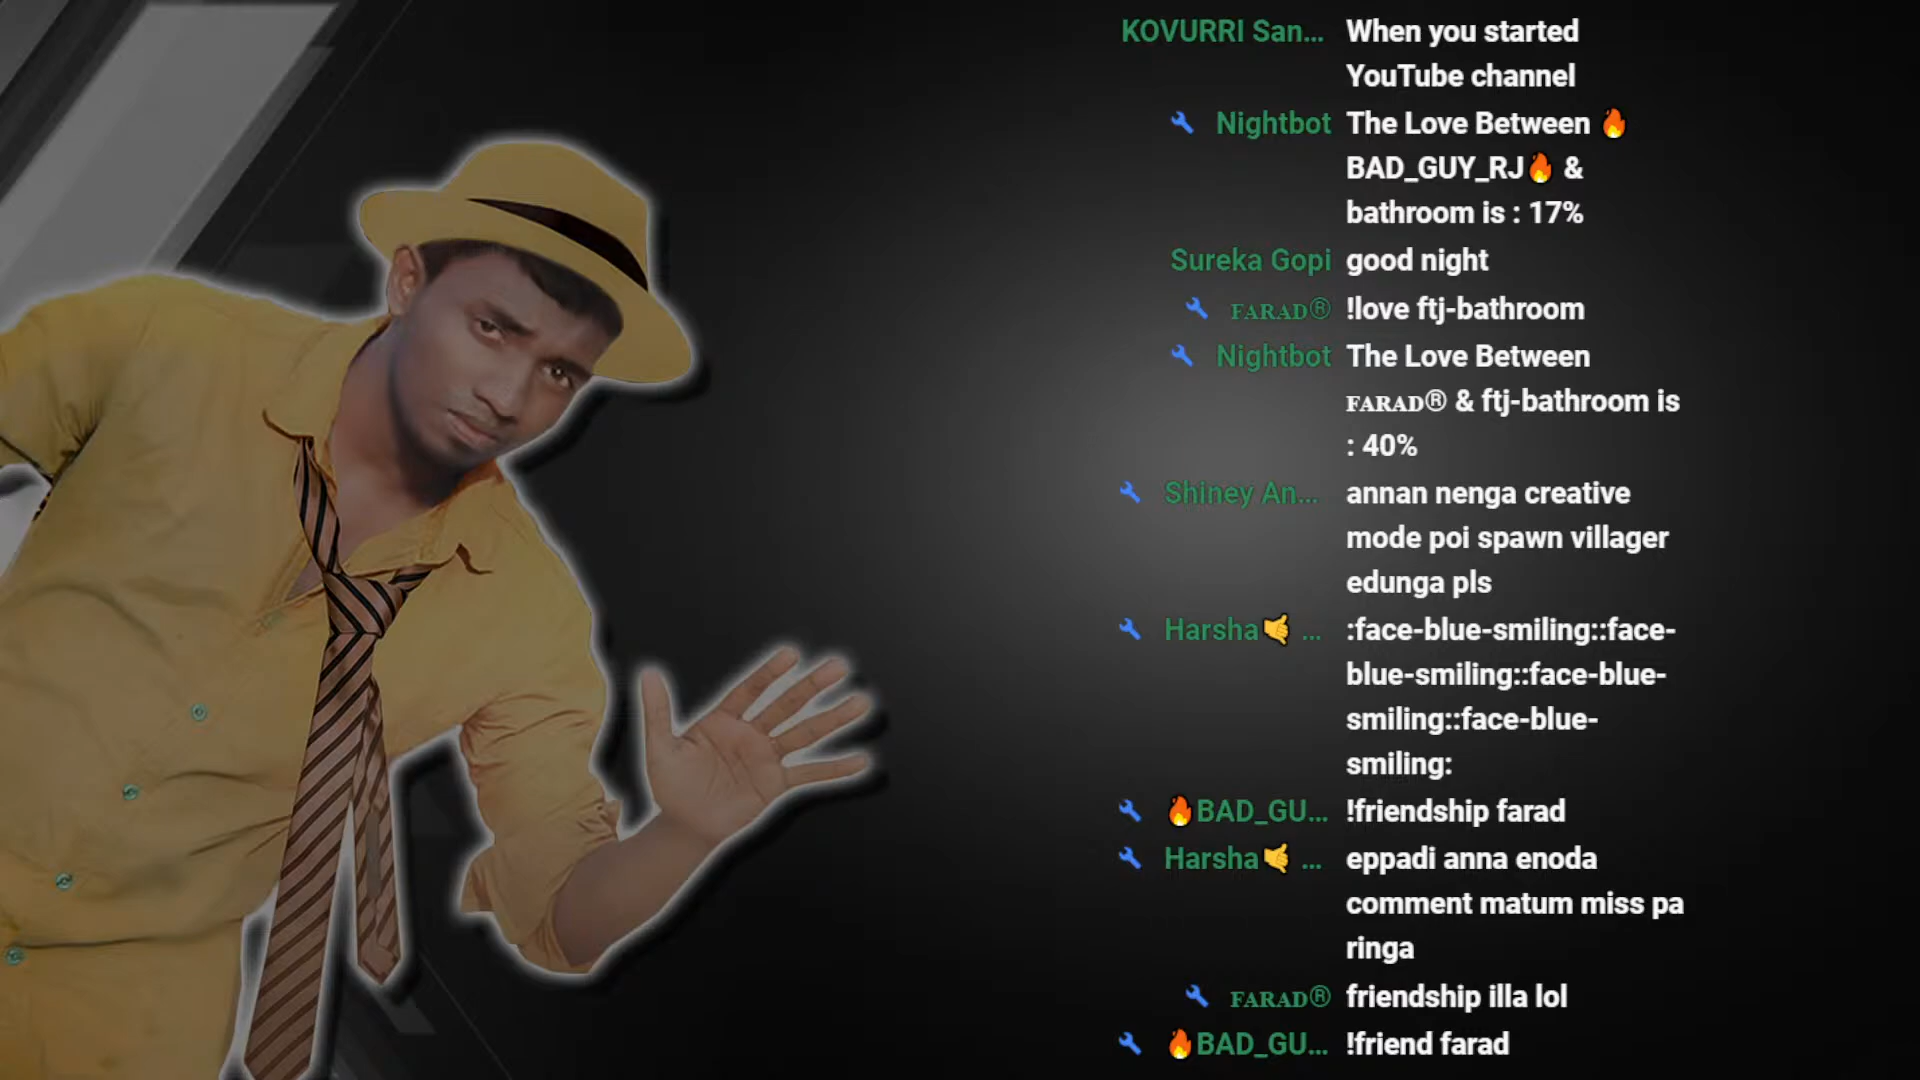 KOVURRI San... When you started
YouTube channel
Nightbot The Love Between 🔥
BAD_GUY_RJ🔥 &
bathroom is : 17%
Sureka Gopi good night
ꜰᴀʀᴀᴅ® !love ftj-bathroom
Nightbot The Love Between
ꜰᴀʀᴀᴅ® & ftj-bathroom is
: 40%
Shiney An... annan nenga creative
mode poi spawn villager
edunga pls
Harsha🤙 ... :face-blue-smiling::face-
blue-smiling::face-blue-
smiling::face-blue-
smiling:
🔥BAD_GU... !friendship farad
Harsha🤙 ... eppadi anna enoda
comment matum miss pa
ringa
ꜰᴀʀᴀᴅ® friendship illa lol
🔥BAD_GU... !friend farad